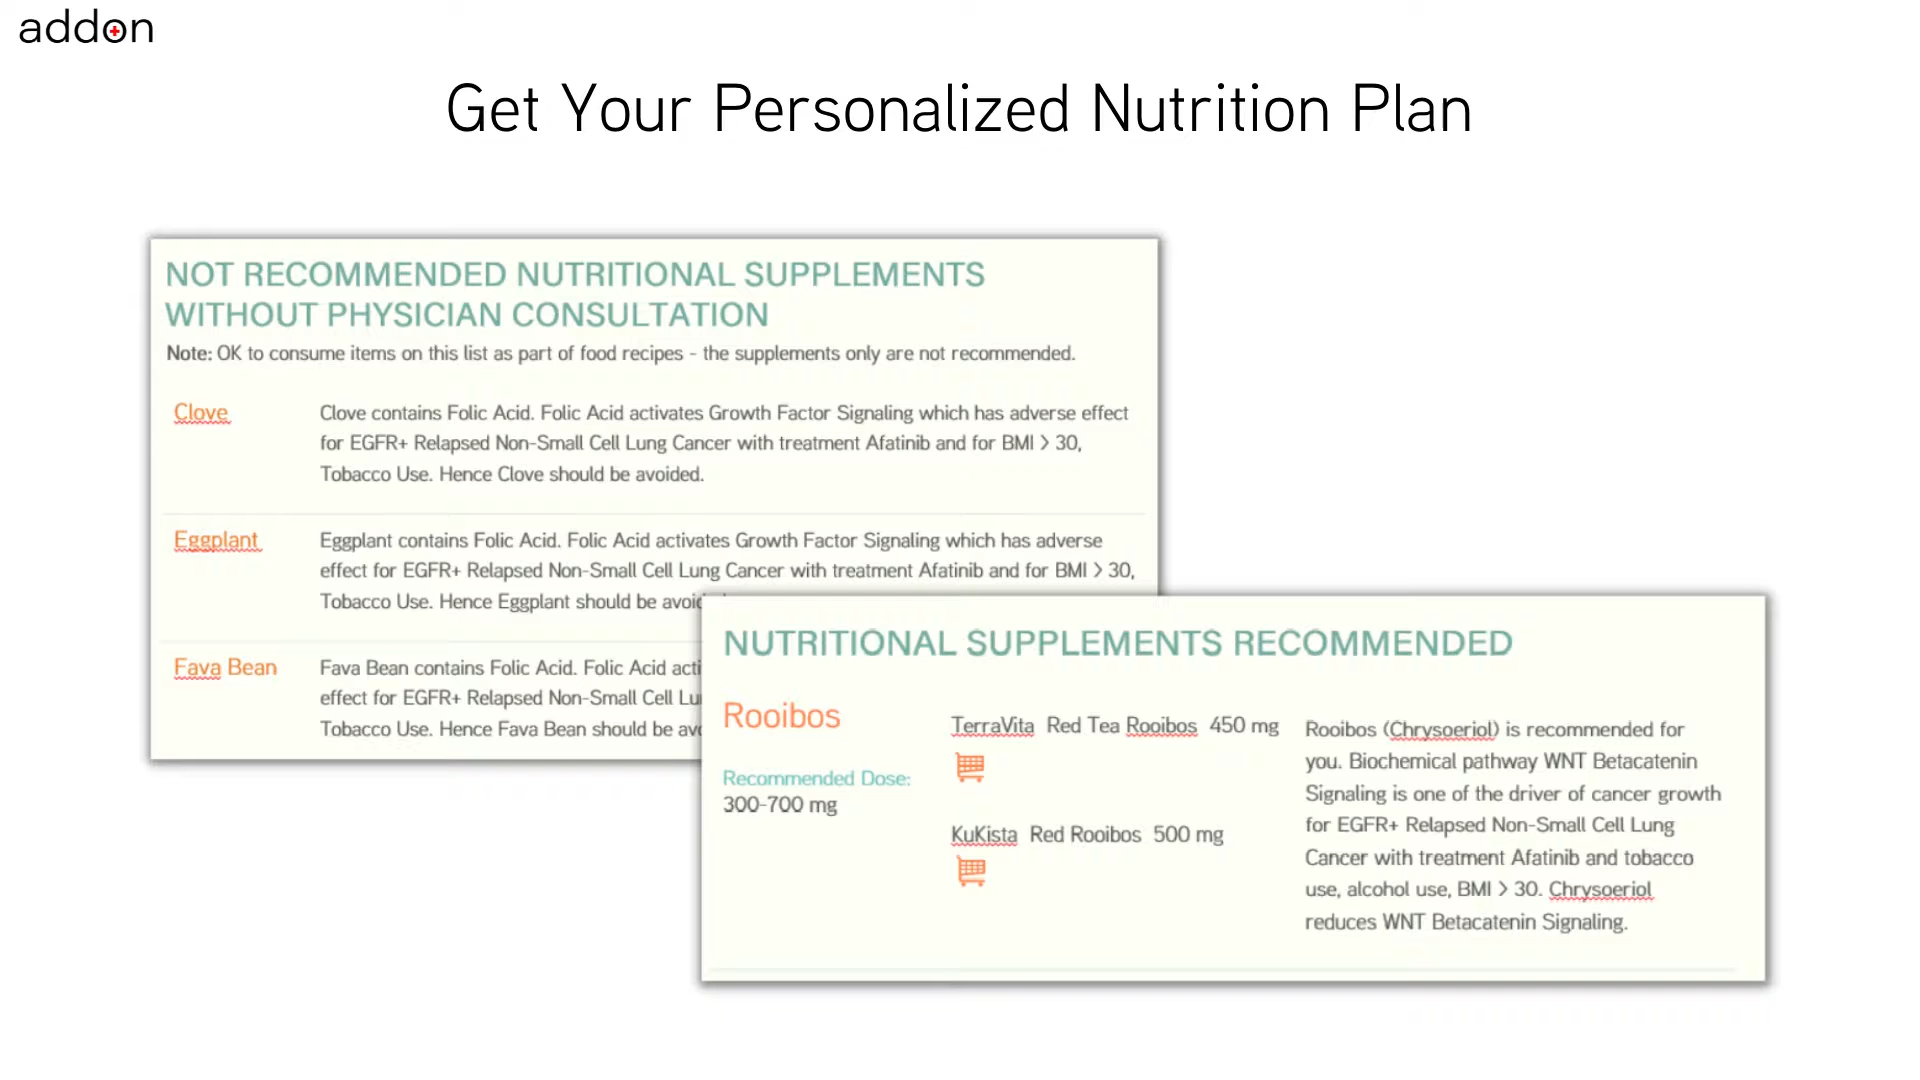 addon
Get Your Personalized Nutrition Plan
NOT RECOMMENDED NUTRITIONAL SUPPLEMENTS
WITHOUT PHYSICIAN CONSULTATION
Note: OK to consume items on this list as part of food recipes - the supplements only are not recommended.
Clove
Clove contains Folic Acid. Folic Acid activates Growth Factor Signaling which has adverse effect
for EGFR+ Relapsed Non-Small Cell Lung Cancer with treatment Afatinib and for BMI > 30,
Tobacco Use. Hence Clove should be avoided.
Eggplant
Eggplant contains Folic Acid. Folic Acid activates Growth Factor Signaling which has adverse
effect for EGFR+ Relapsed Non-Small Cell Lung Cancer with treatment Afatinib and for BMI > 30,
Tobacco Use. Hence Eggplant should be
Fava Bean
Fava Bean contains Folic Acid. Folic Acid
effect for EGFR+ Relapsed Non-Small Cell
Tobacco Use. Hence Fava Bean should be
NUTRITIONAL SUPPLEMENTS RECOMMENDED
Rooibos
Recommended Dose:
300-700 mg
TerraVita Red Tea Rooibos 450 mg
KuKista Red Rooibos 500 mg
Rooibos (Chrysoeriol) is recommended for
you. Biochemical pathway WNT Betacatenin
Signaling is one of the driver of cancer growth
for EGFR+ Relapsed Non-Small Cell Lung
Cancer with treatment Afatinib and tobacco
use, alcohol use, BMI > 30. Chrysoeriol
reduces WNT Betacatenin Signaling.